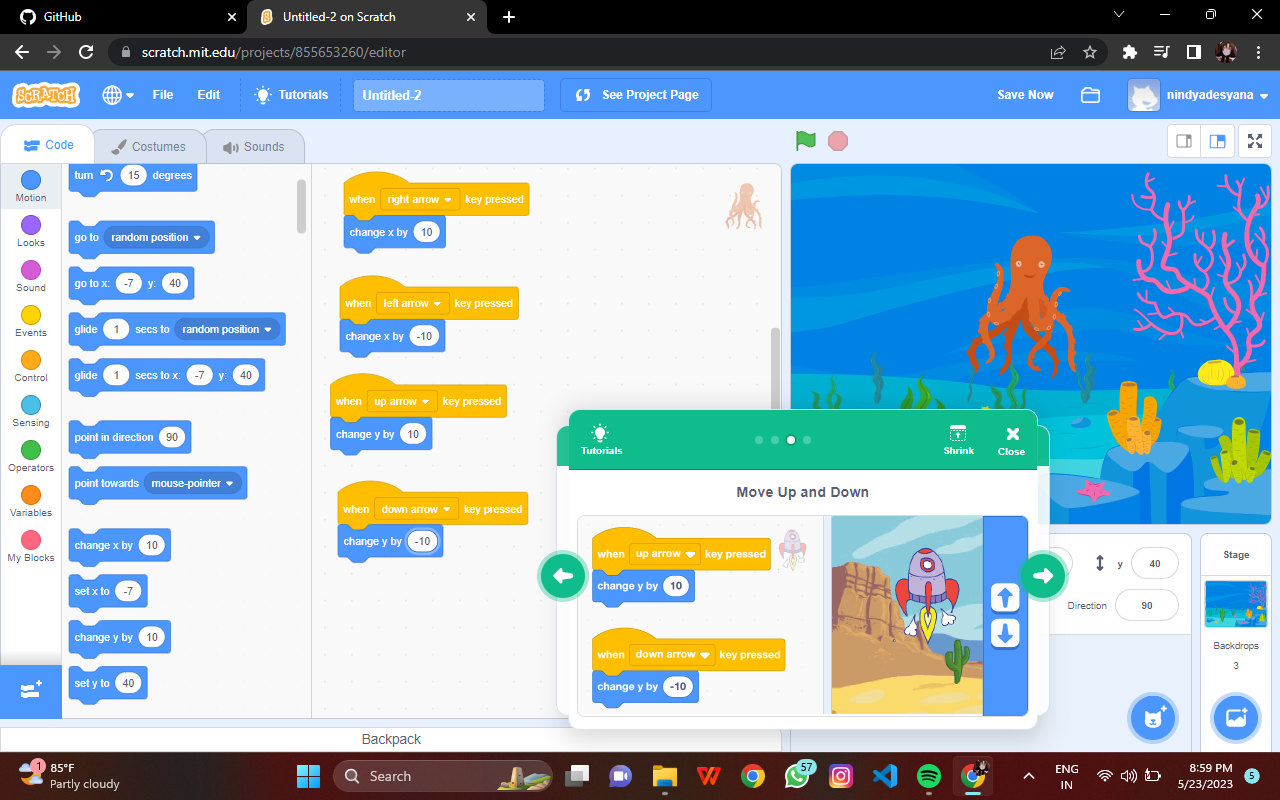 GitHub
Untitled-2 on Scratch
scratch.mit.edu/projects/855653260/editor
SCRATCH
File
Edit
Tutorials
Untitled-2
See Project Page
Save Now
nindyadesyana
Code
Costumes
Sounds
Motion
Looks
Sound
Events
Control
Sensing
Operators
Variables
My Blocks
turn 15 degrees
go to random position
go to x: -7 y: 40
glide 1 secs to random position
glide 1 secs to x: -7 y: 40
point in direction 90
point towards mouse-pointer
change x by 10
set x to -7
change y by 10
set y to 40
when right arrow key pressed
change x by 10
when left arrow key pressed
change x by -10
when up arrow key pressed
change y by 10
when down arrow key pressed
change y by -10
Tutorials
Shrink
Close
Move Up and Down
when up arrow key pressed
change y by 10
when down arrow key pressed
change y by -10
y 40
Direction 90
Stage
Backdrops
3
Backpack
1
85°F
Partly cloudy
Search
57
ENG
IN
8:59 PM
5/23/2023
5